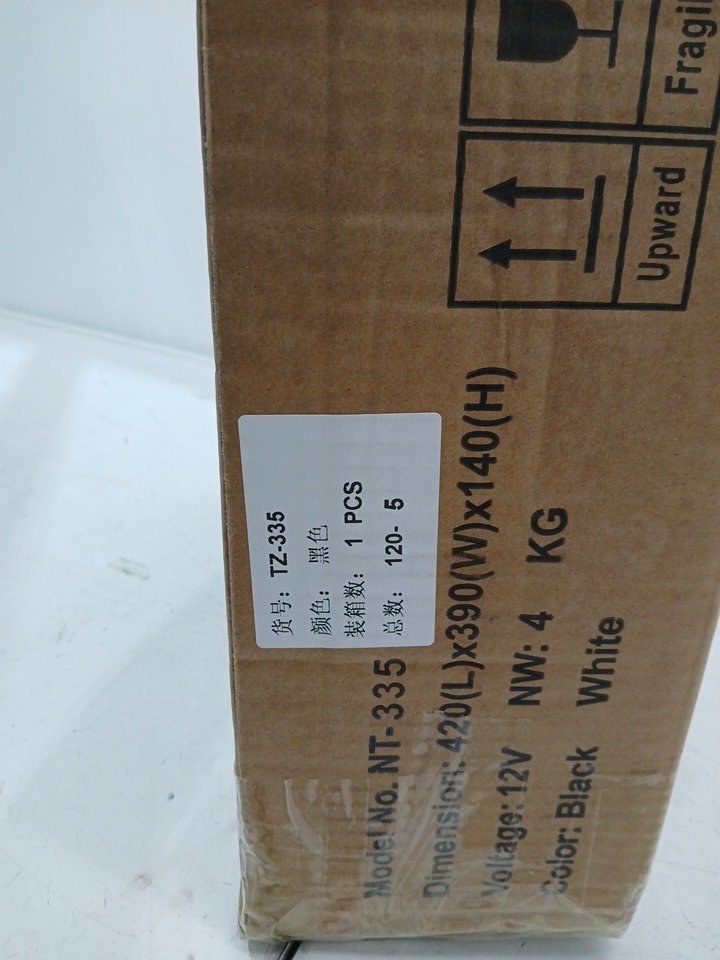 Fragil
Upward
货号: TZ-335
颜色: 黑色
装箱数: 1 PCS
总数: 120- 5
Model No. NT-335
Dimension: 420(L)x390(W)x140(H)
Voltage: 12V NW: 4 KG
Color: Black White